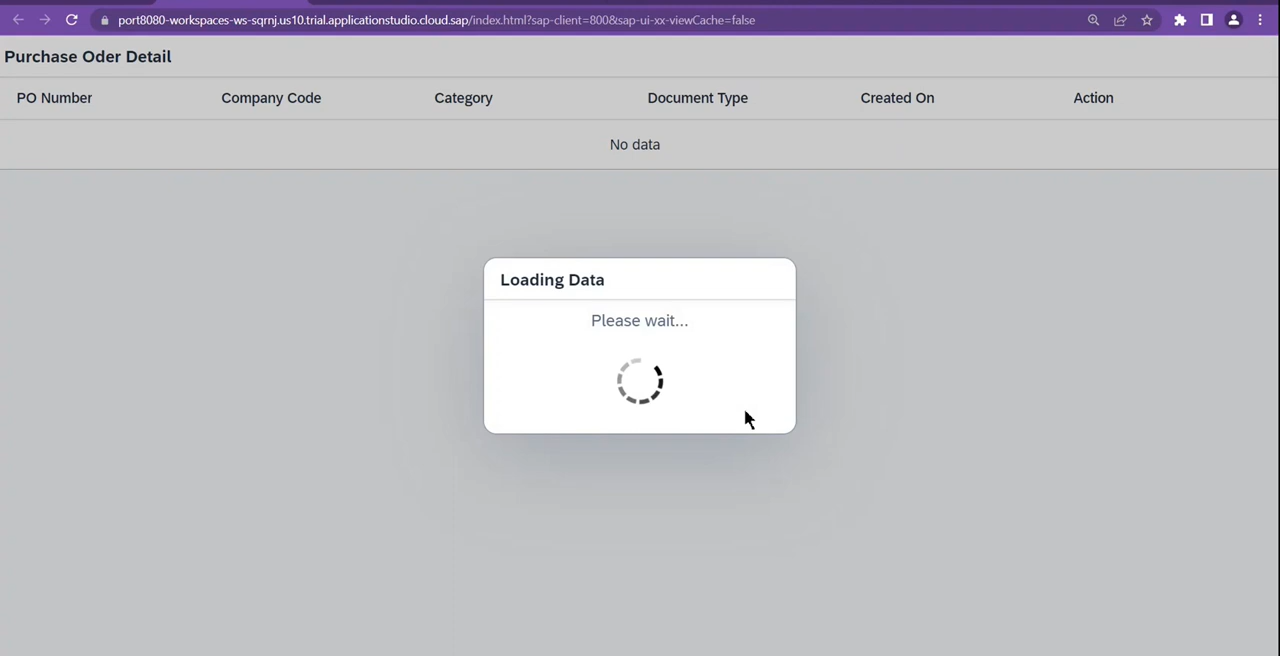 port8080-workspaces-ws-sqrnj.us10.trial.applicationstudio.cloud.sap/index.html?sap-client=800&sap-ui-xx-viewCache=false
Purchase Oder Detail
PO Number Company Code Category Document Type Created On Action
No data
Loading Data
Please wait...